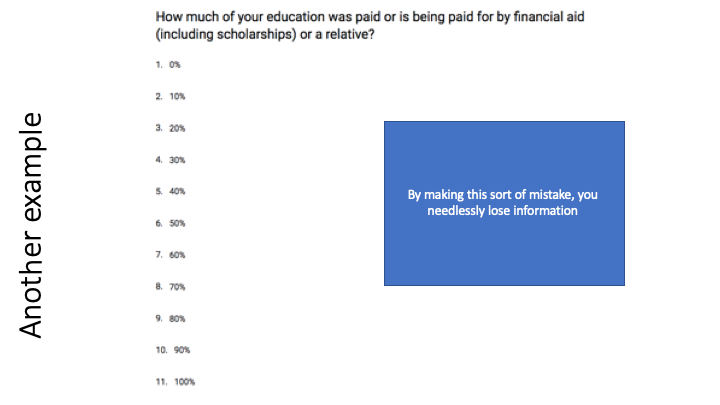 Another example
How much of your education was paid or is being paid for by financial aid
(including scholarships) or a relative?
1. 0%
2. 10%
3. 20%
4. 30%
5. 40%
6. 50%
7. 60%
8. 70%
9. 80%
10. 90%
11. 100%
By making this sort of mistake, you
needlessly lose information